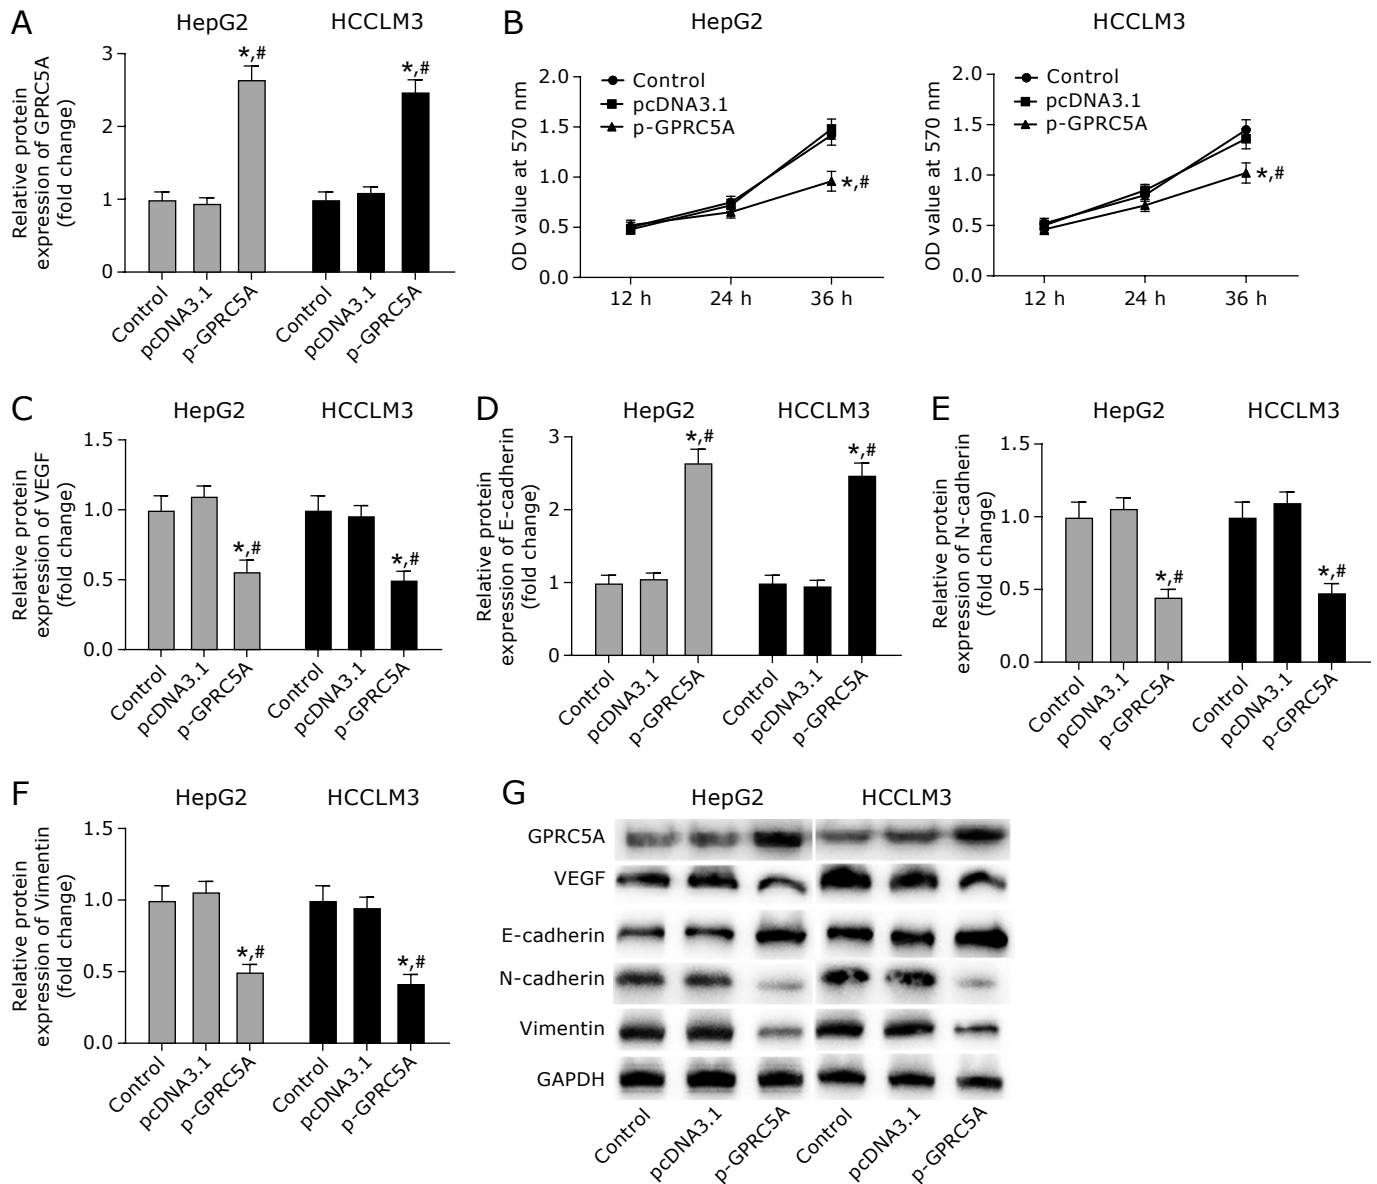 A
HepG2
HCCLM3
Relative protein
expression of GPRC5A
(fold change)
3
2
1
0
*,#
*,#
Control
pcDNA3.1
p-GPRC5A
Control
pcDNA3.1
p-GPRC5A
B
HepG2
OD value at 570 nm
2.0
1.5
1.0
0.5
0.0
Control
pcDNA3.1
p-GPRC5A
*,#
12 h
24 h
36 h
HCCLM3
OD value at 570 nm
2.0
1.5
1.0
0.5
0.0
Control
pcDNA3.1
p-GPRC5A
*,#
12 h
24 h
36 h
C
HepG2
HCCLM3
Relative protein
expression of VEGF
(fold change)
1.5
1.0
0.5
0.0
*,#
*,#
Control
pcDNA3.1
p-GPRC5A
Control
pcDNA3.1
p-GPRC5A
D
HepG2
HCCLM3
Relative protein
expression of E-cadherin
(fold change)
3
2
1
0
*,#
*,#
Control
pcDNA3.1
p-GPRC5A
Control
pcDNA3.1
p-GPRC5A
E
HepG2
HCCLM3
Relative protein
expression of N-cadherin
(fold change)
1.5
1.0
0.5
0.0
*,#
*,#
Control
pcDNA3.1
p-GPRC5A
Control
pcDNA3.1
p-GPRC5A
F
HepG2
HCCLM3
Relative protein
expression of Vimentin
(fold change)
1.5
1.0
0.5
0.0
*,#
*,#
Control
pcDNA3.1
p-GPRC5A
Control
pcDNA3.1
p-GPRC5A
G
HepG2
HCCLM3
GPRC5A
VEGF
E-cadherin
N-cadherin
Vimentin
GAPDH
Control
pcDNA3.1
p-GPRC5A
Control
pcDNA3.1
p-GPRC5A